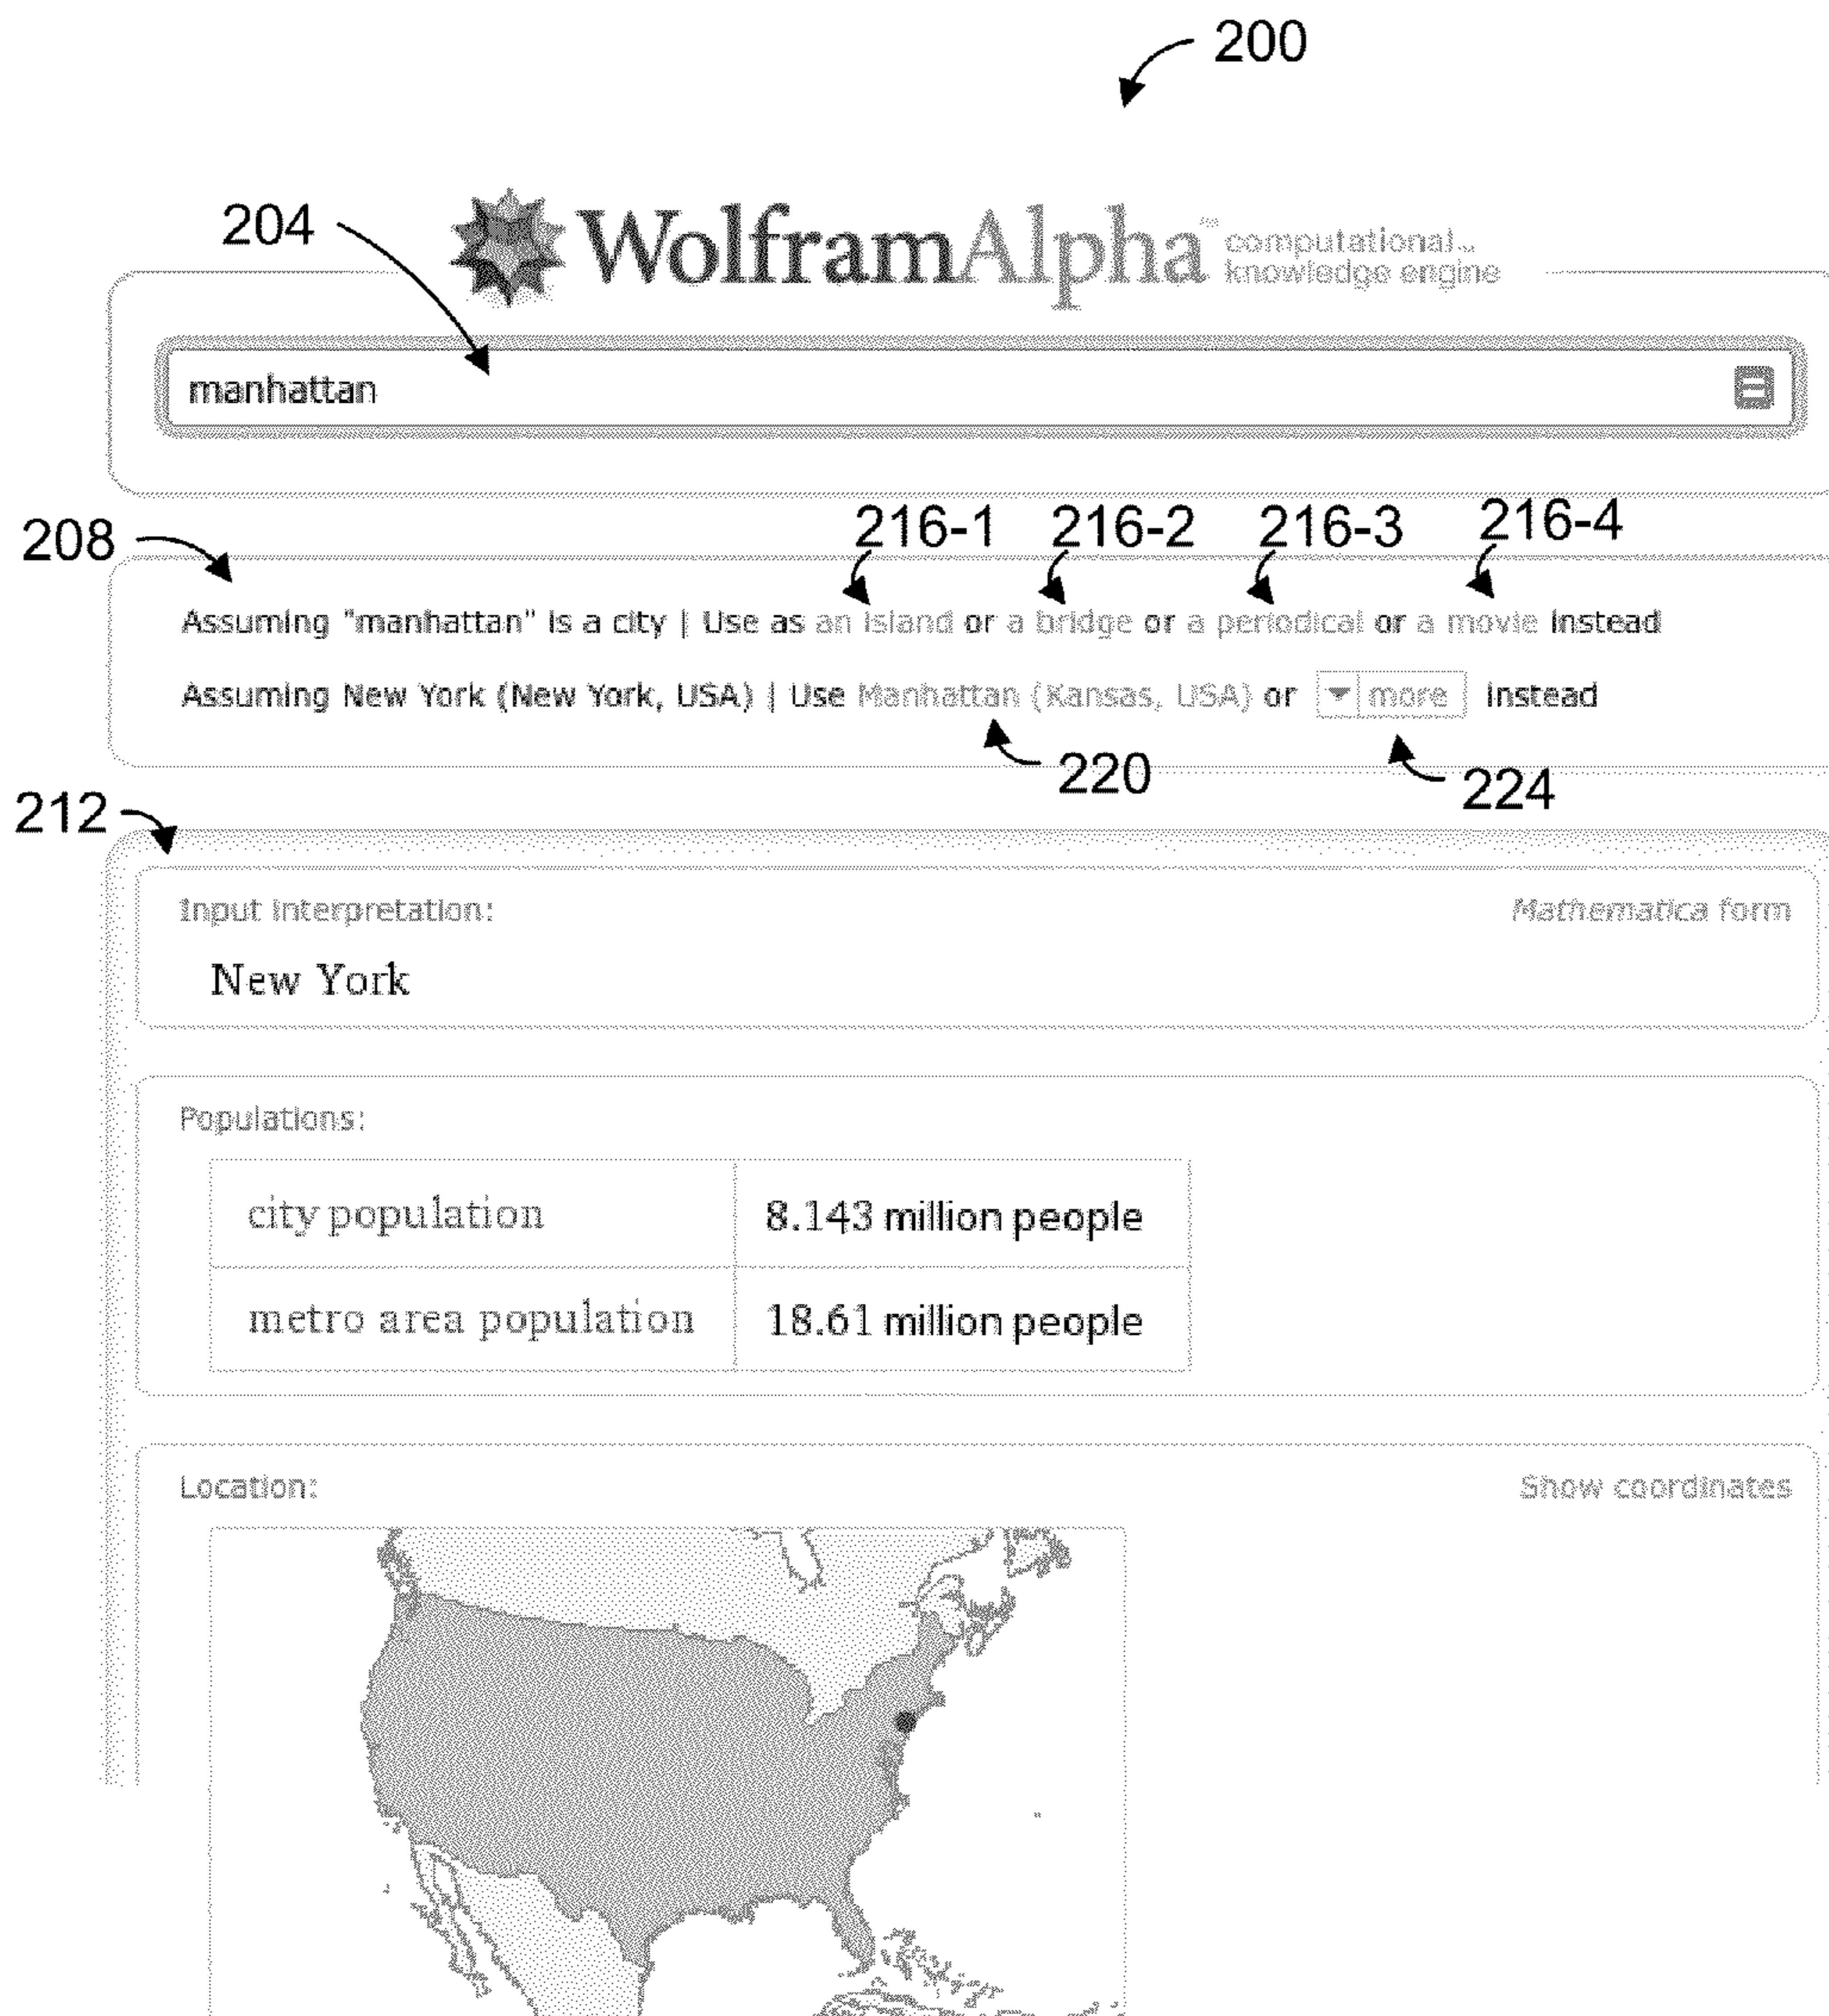 200
204
WolframAlpha™ computational
knowledge engine
manhattan
208
216-1 216-2 216-3 216-4
Assuming "manhattan" is a city | Use as an island or a bridge or a periodical or a movie instead
Assuming New York (New York, USA) | Use Manhattan (Kansas, USA) or more instead
220
224
212
Input interpretation:
Mathematica form
New York
Populations:
city population 8.143 million people
metro area population 18.61 million people
Location:
Show coordinates